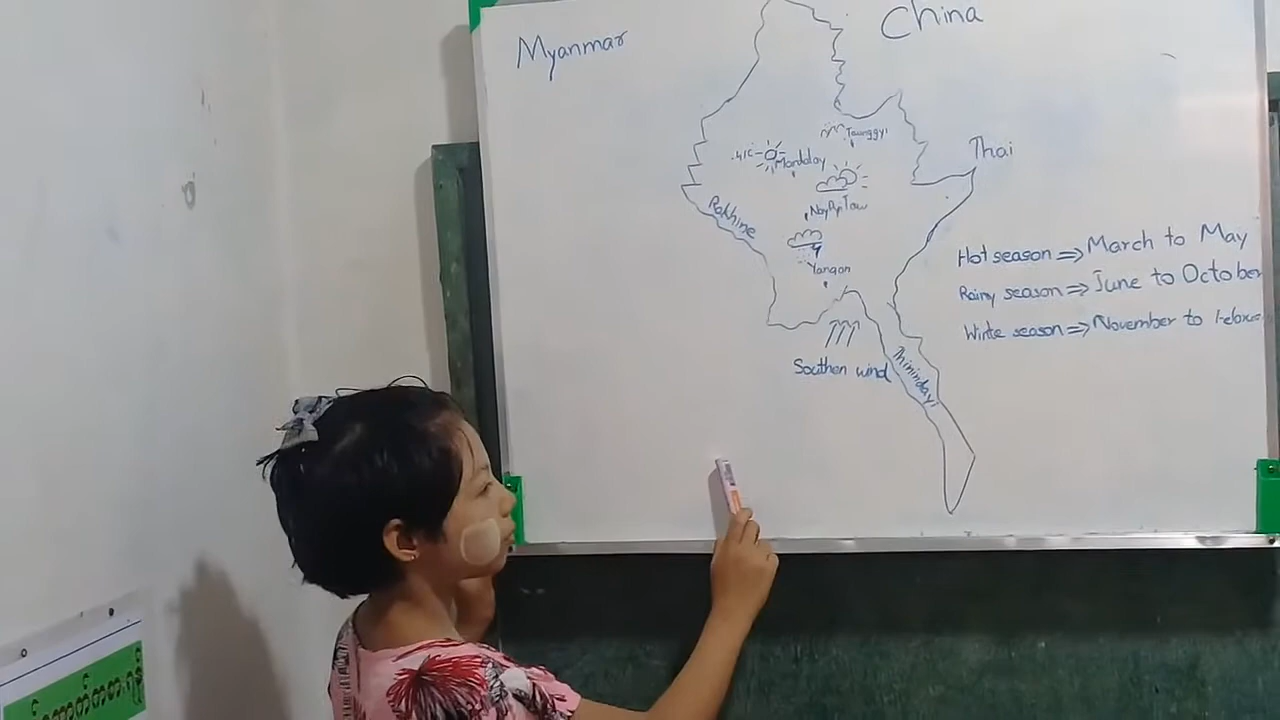 Myanmar
China
Taunggyi
41C
Mandalay
Thai
NayPyiTaw
Rakhine
Yangon
Hot season ⇒ March to May
Rainy season ⇒ June to October
Winte season ⇒ November to
Southen wind